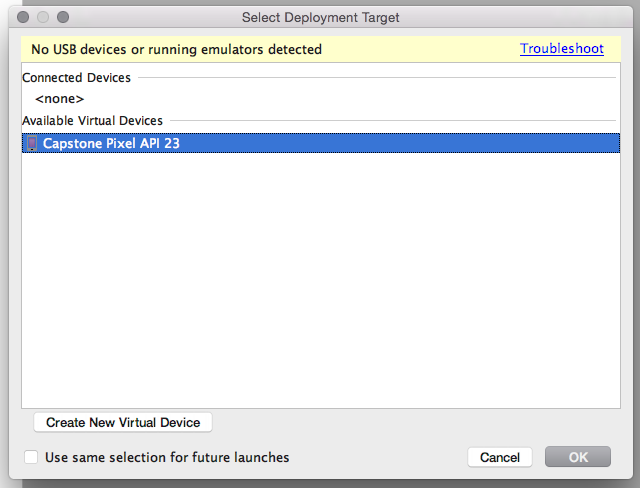 Select Deployment Target
No USB devices or running emulators detected Troubleshoot
Connected Devices
<none>
Available Virtual Devices
Capstone Pixel API 23
Create New Virtual Device
Use same selection for future launches Cancel OK